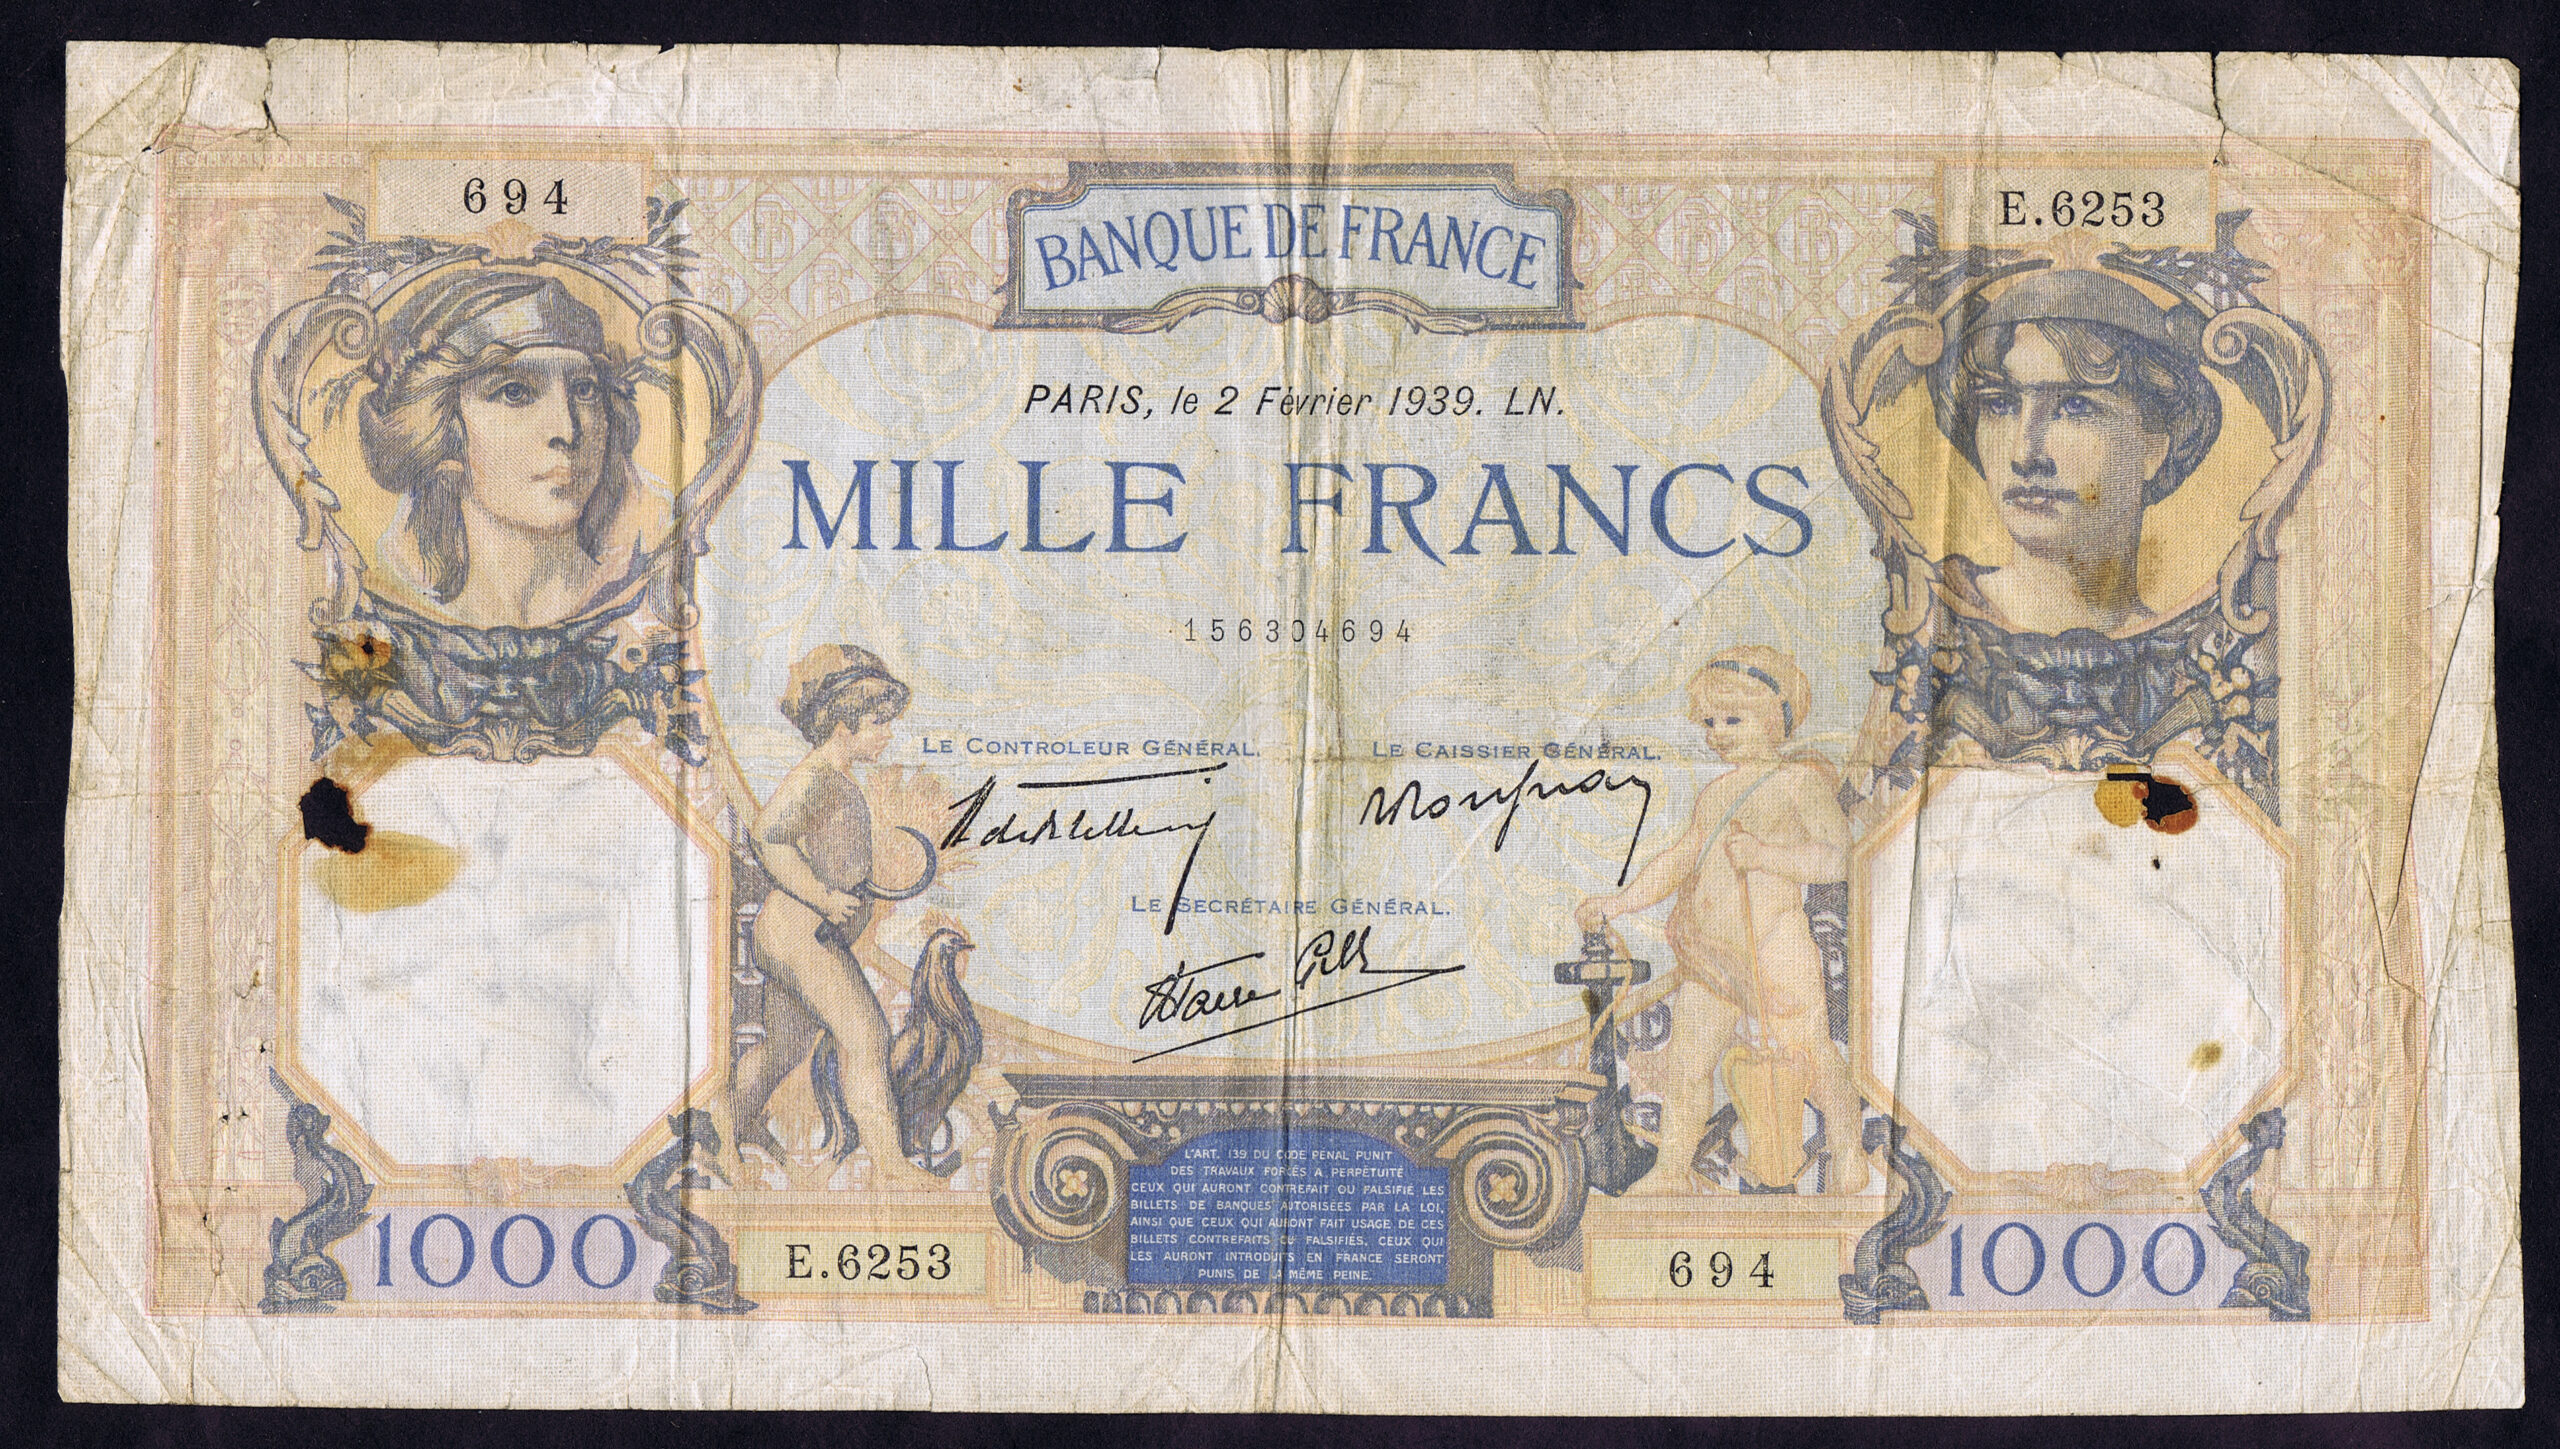 694
E.6253
BANQUE DE FRANCE
PARIS, le 2 Février 1939. LN.
MILLE FRANCS
156304694
LE CONTROLEUR GÉNÉRAL.
LE CAISSIER GÉNÉRAL.
LE SECRÉTAIRE GÉNÉRAL.
L'ART. 139 DU CODE PENAL PUNIT
DES TRAVAUX FORCÉS A PERPÉTUITÉ
CEUX QUI AURONT CONTREFAIT OU FALSIFIÉ LES
BILLETS DE BANQUES AUTORISÉES PAR LA LOI,
AINSI QUE CEUX QUI AURONT FAIT USAGE DE CES
BILLETS CONTREFAITS OU FALSIFIÉS. CEUX QUI
LES AURONT INTRODUITS EN FRANCE SERONT
PUNIS DE LA MÊME PEINE.
1000
E.6253
694
1000